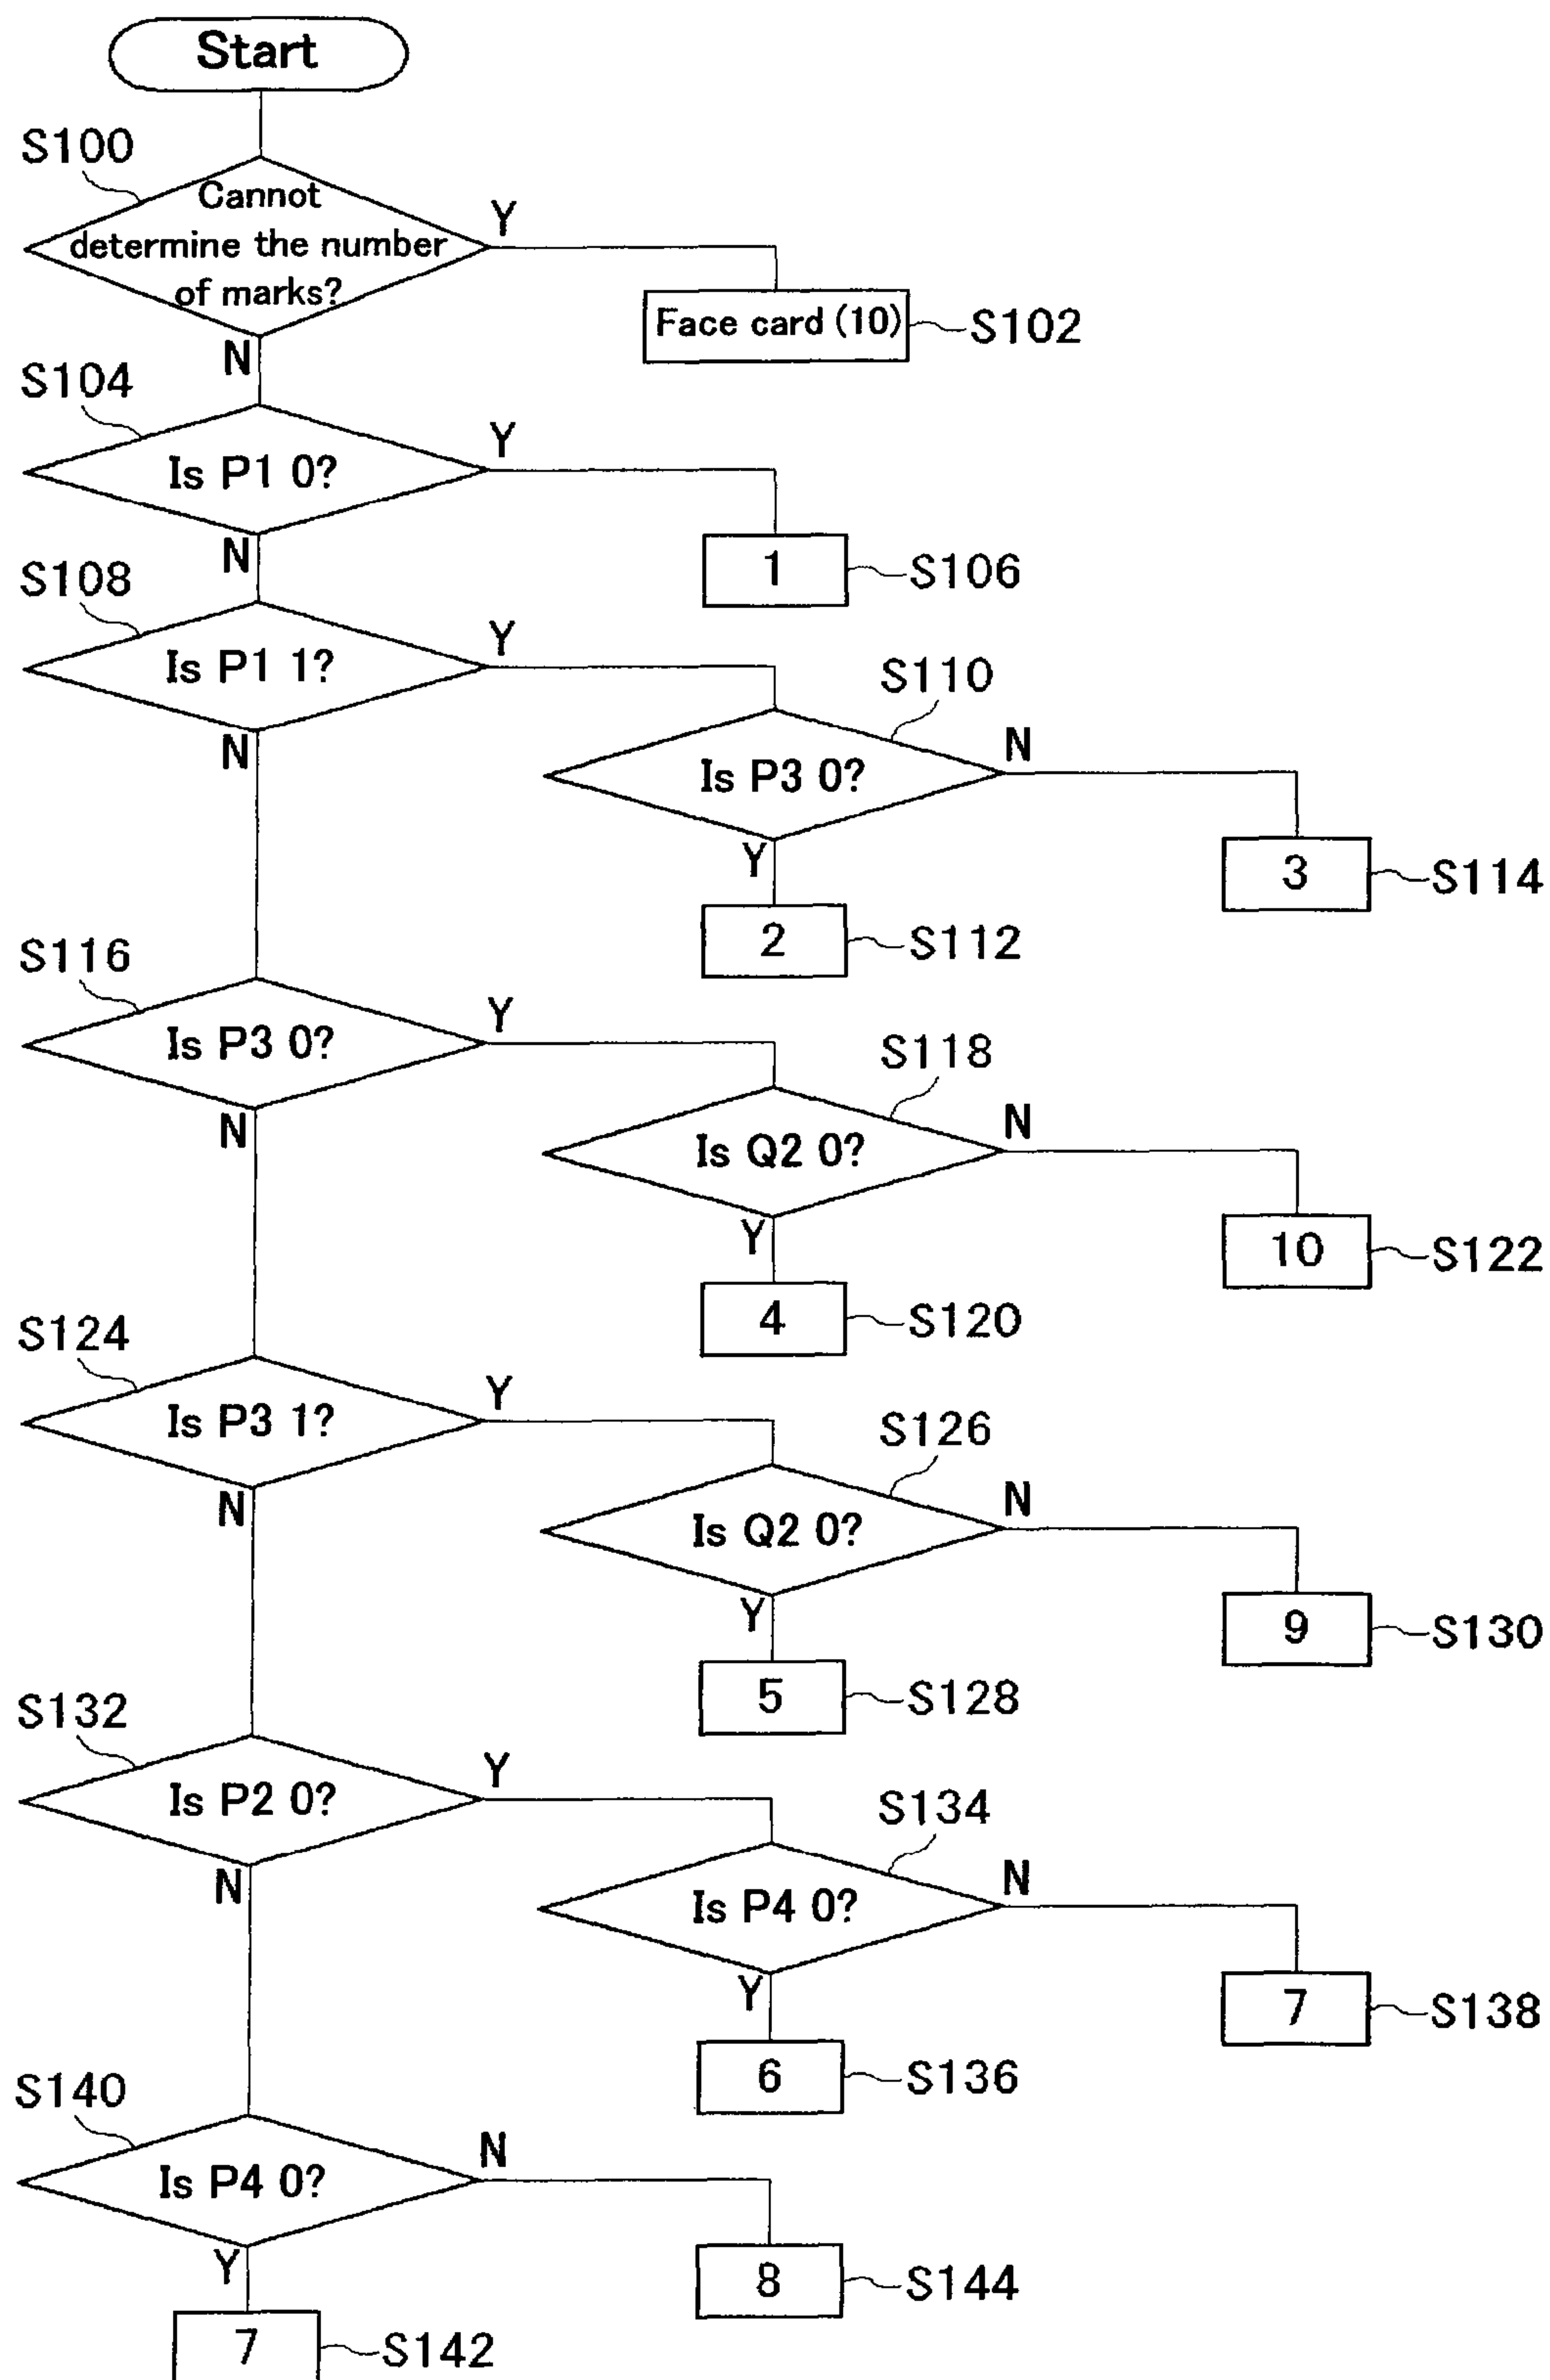 Start
S100
Cannot
determine the number
of marks?
Y
N
Face card (10)
S102
S104
Is P1 0?
Y
N
1
S106
S108
Is P1 1?
Y
N
S110
Is P3 0?
N
Y
3
S114
2
S112
S116
Is P3 0?
Y
N
S118
Is Q2 0?
N
Y
10
S122
4
S120
S124
Is P3 1?
Y
N
S126
Is Q2 0?
N
Y
9
S130
5
S128
S132
Is P2 0?
Y
N
S134
Is P4 0?
N
Y
7
S138
6
S136
S140
Is P4 0?
N
Y
8
S144
7
S142